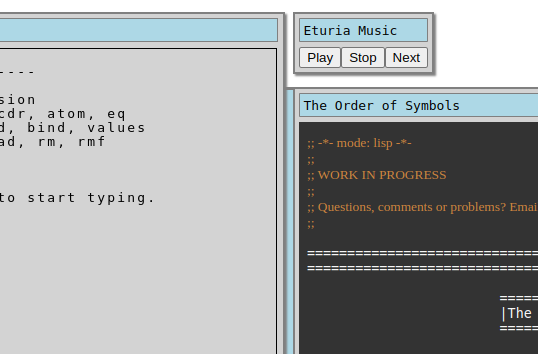 ----
sion
cdr, atom, eq
d, bind, values
ad, rm, rmf
to start typing.
Eturia Music
Play Stop Next
The Order of Symbols
;; -*- mode: lisp -*-
;;
;; WORK IN PROGRESS
;;
;; Questions, comments or problems? Emai
;;
==============================
==============================
=====
|The
=====